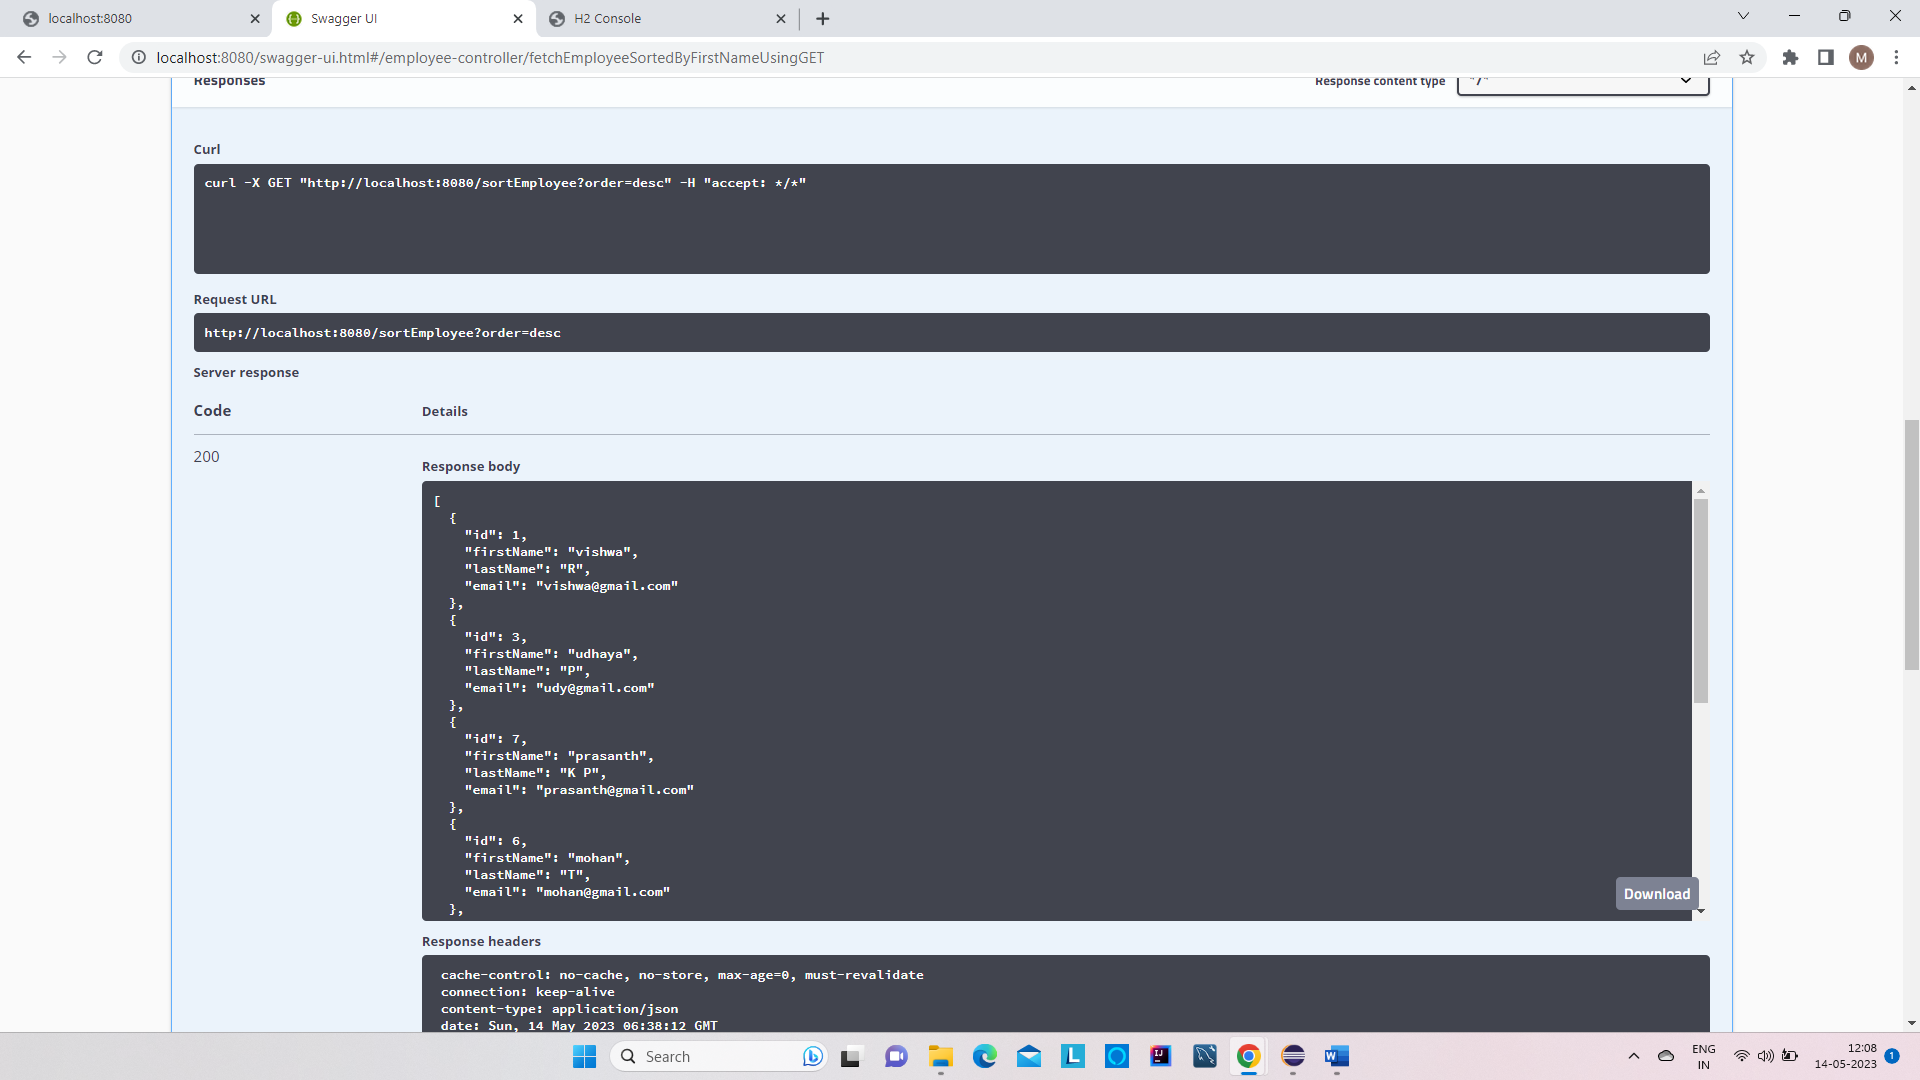 localhost:8080
Swagger UI
H2 Console
localhost:8080/swagger-ui.html#/employee-controller/fetchEmployeeSortedByFirstNameUsingGET
M
Responses
Response content type
*/*
Curl
curl -X GET "http://localhost:8080/sortEmployee?order=desc" -H "accept: */*"
Request URL
http://localhost:8080/sortEmployee?order=desc
Server response
Code
Details
200
Response body
[
{
"id": 1,
"firstName": "vishwa",
"lastName": "R",
"email": "vishwa@gmail.com"
},
{
"id": 3,
"firstName": "udhaya",
"lastName": "P",
"email": "udy@gmail.com"
},
{
"id": 7,
"firstName": "prasanth",
"lastName": "K P",
"email": "prasanth@gmail.com"
},
{
"id": 6,
"firstName": "mohan",
"lastName": "T",
"email": "mohan@gmail.com"
},
Download
Response headers
cache-control: no-cache, no-store, max-age=0, must-revalidate
connection: keep-alive
content-type: application/json
date: Sun, 14 May 2023 06:38:12 GMT
Search
L
IJ
W
ENG
IN
12:08
14-05-2023
1